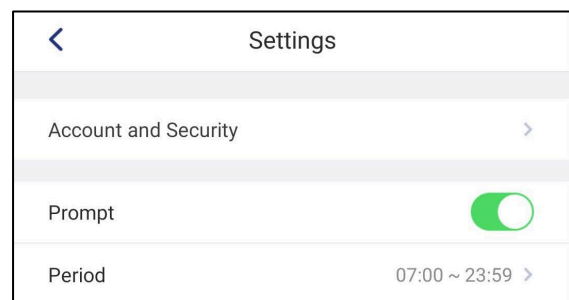 Settings
Account and Security
Prompt
Period 07:00 ~ 23:59